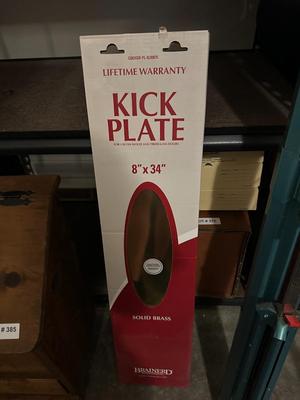 LIFETIME WARRANTY
KICK
PLATE
8" x 34"
SOLID BRASS
BRAINERD
# 385